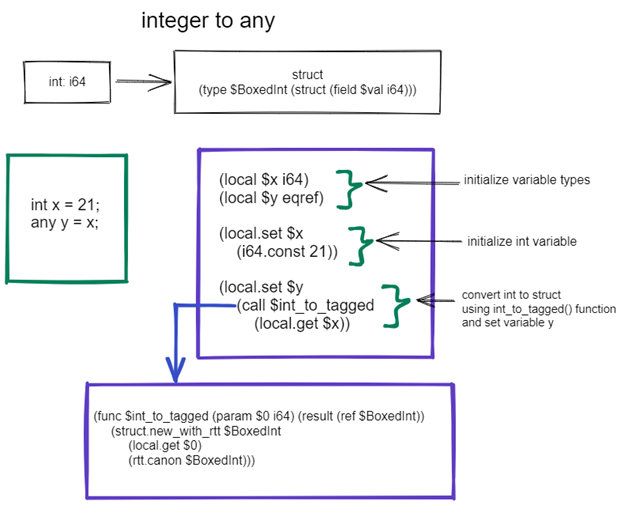 integer to any
int: i64
struct
(type $BoxedInt (struct (field $val i64)))
int x = 21;
any y = x;
(local $x i64)
(local $y eqref)
(local.set $x
(i64.const 21))
(local.set $y
(call $int_to_tagged
(local.get $x))
initialize variable types
initialize int variable
convert int to struct
using int_to_tagged() function
and set variable y
(func $int_to_tagged (param $0 i64) (result (ref $BoxedInt))
(struct.new_with_rtt $BoxedInt
(local.get $0)
(rtt.canon $BoxedInt)))